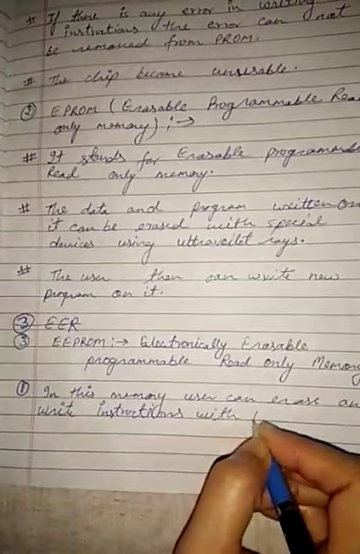 # If there is any error in writing
instrutions the error can not
be removed from PROM.
# The chip become unusable.
② EPROM (Erasable Programmable Read
only memory) :→
# It stands for Erasable programmable
Read only memory.
# The data and program written on
it can be erased with special
devices using ultravoilet rays.
# The user then can write new
program on it.
③ EER
③ EEPROM :→ Electronically Erasable
programmable Read only Memory
① In this memory user can erase an
write instructions with